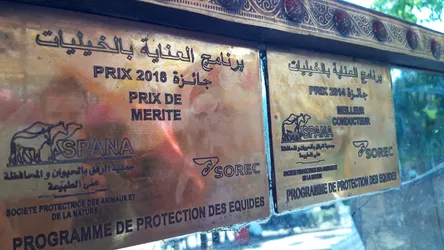 برنامج العناية بالخيليات
جائزة PRIX 2016
PRIX DE
MERITE
SPANA
جمعية الرفق بالحيوان والمحافظة
على الطبيعة
SOREC
SOCIETE PROTECTRICE DES ANIMAUX ET
DE LA NATURE
PROGRAMME DE PROTECTION DES EQUIDES
برنامج العناية بالخيليات
جائزة PRIX 2014
MEILLEUR
CONDUCTEUR
SPANA
SOREC
PROGRAMME DE PROTECTION DES EQUIDES